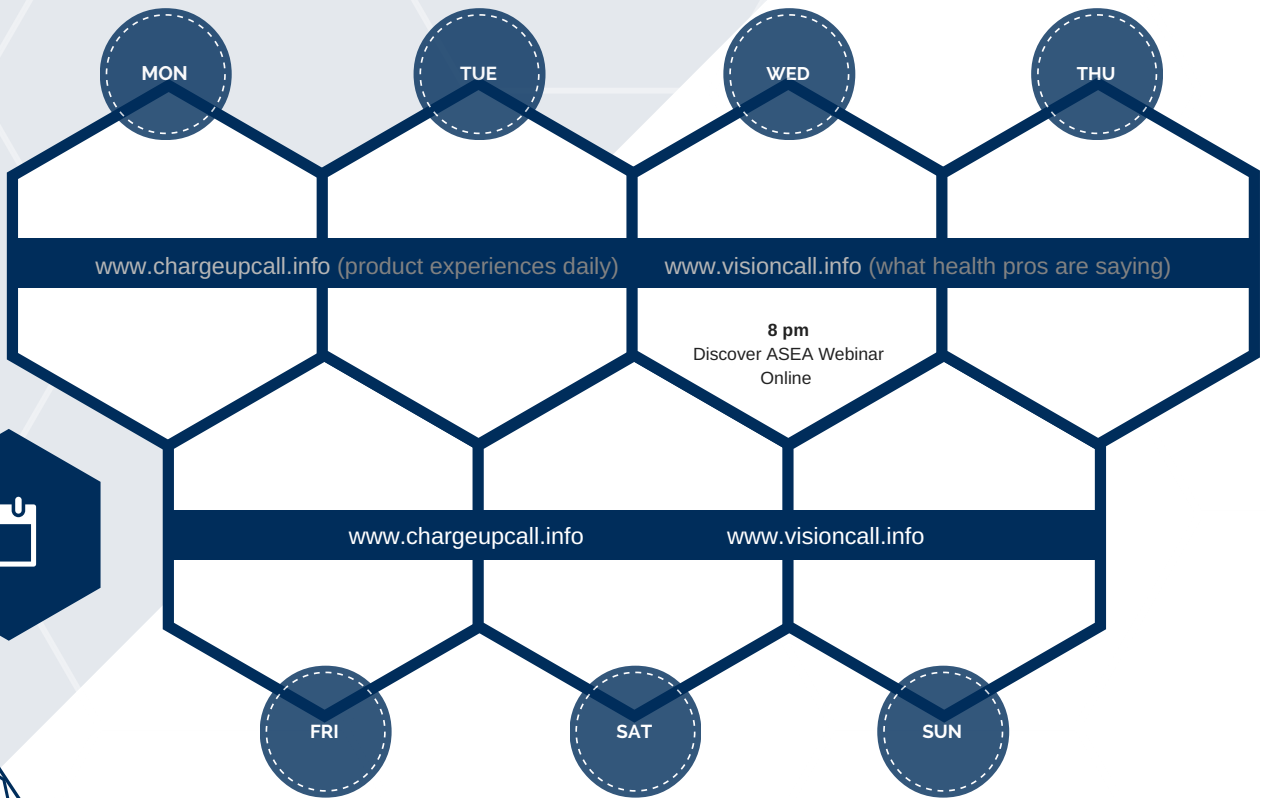 MON
TUE
WED
THU
www.chargeupcall.info (product experiences daily)
www.visioncall.info (what health pros are saying)
8 pm
Discover ASEA Webinar
Online
www.chargeupcall.info
www.visioncall.info
FRI
SAT
SUN